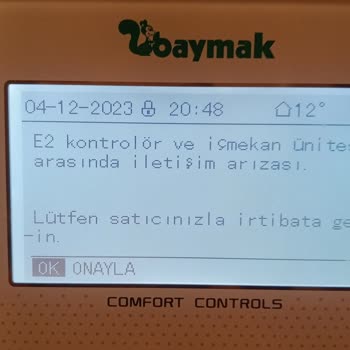 baymak
04-12-2023 20:48 12°
E2 kontrolör ve içmekan ünites
arasında iletişim arızası.
Lütfen satıcınızla irtibata ge
-in.
OK ONAYLA
COMFORT CONTROLS